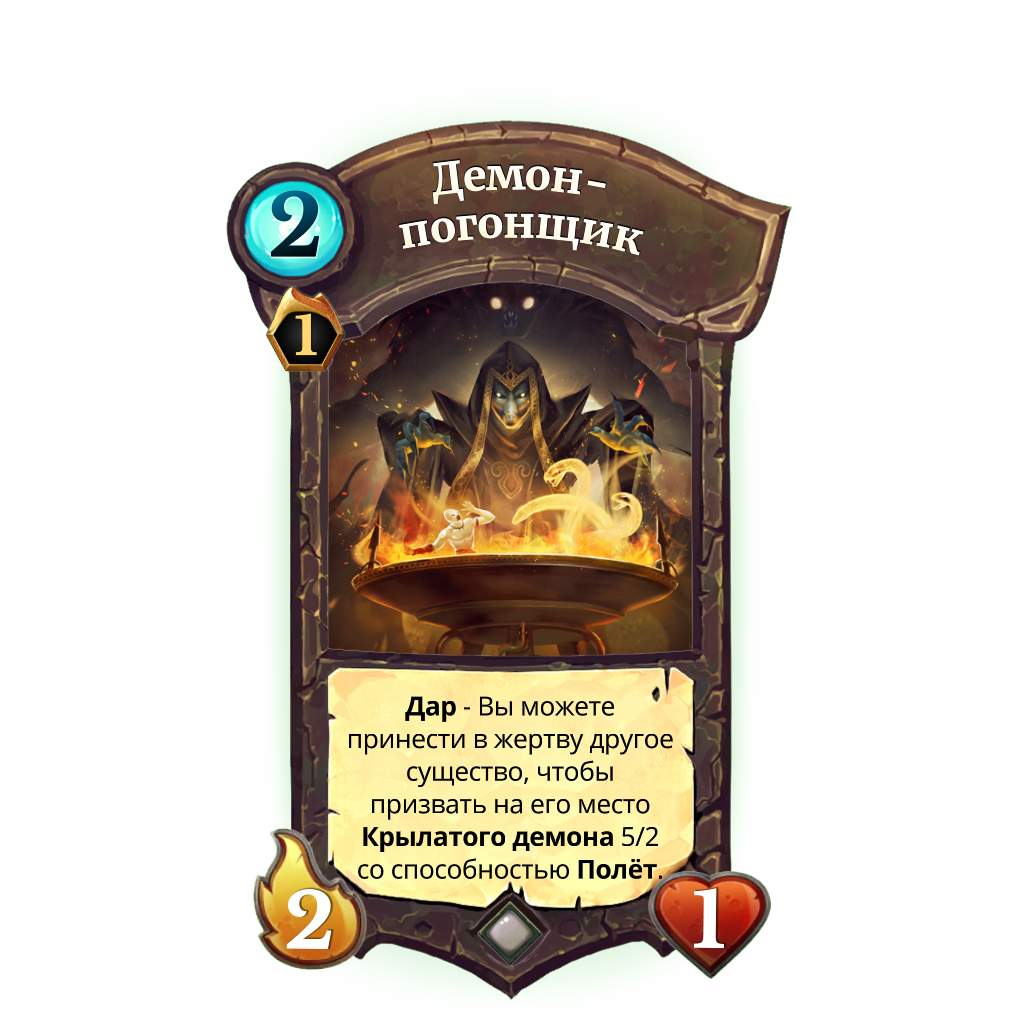 Демон-
погонщик
2
1
Дар - Вы можете
принести в жертву другое
существо, чтобы
призвать на его место
Крылатого демона 5/2
со способностью Полёт.
2
1